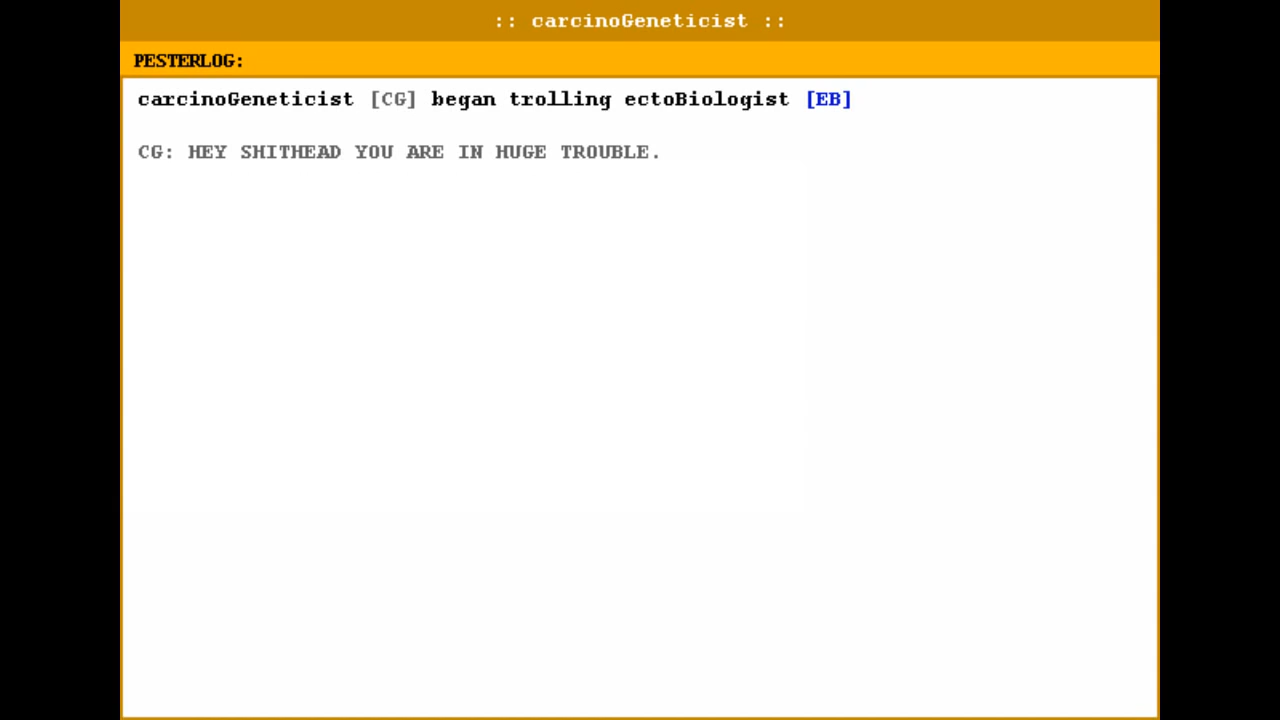 :: carcinoGeneticist ::
PESTERLOG:
carcinoGeneticist [CG] began trolling ectoBiologist [EB]
CG: HEY SHITHEAD YOU ARE IN HUGE TROUBLE.